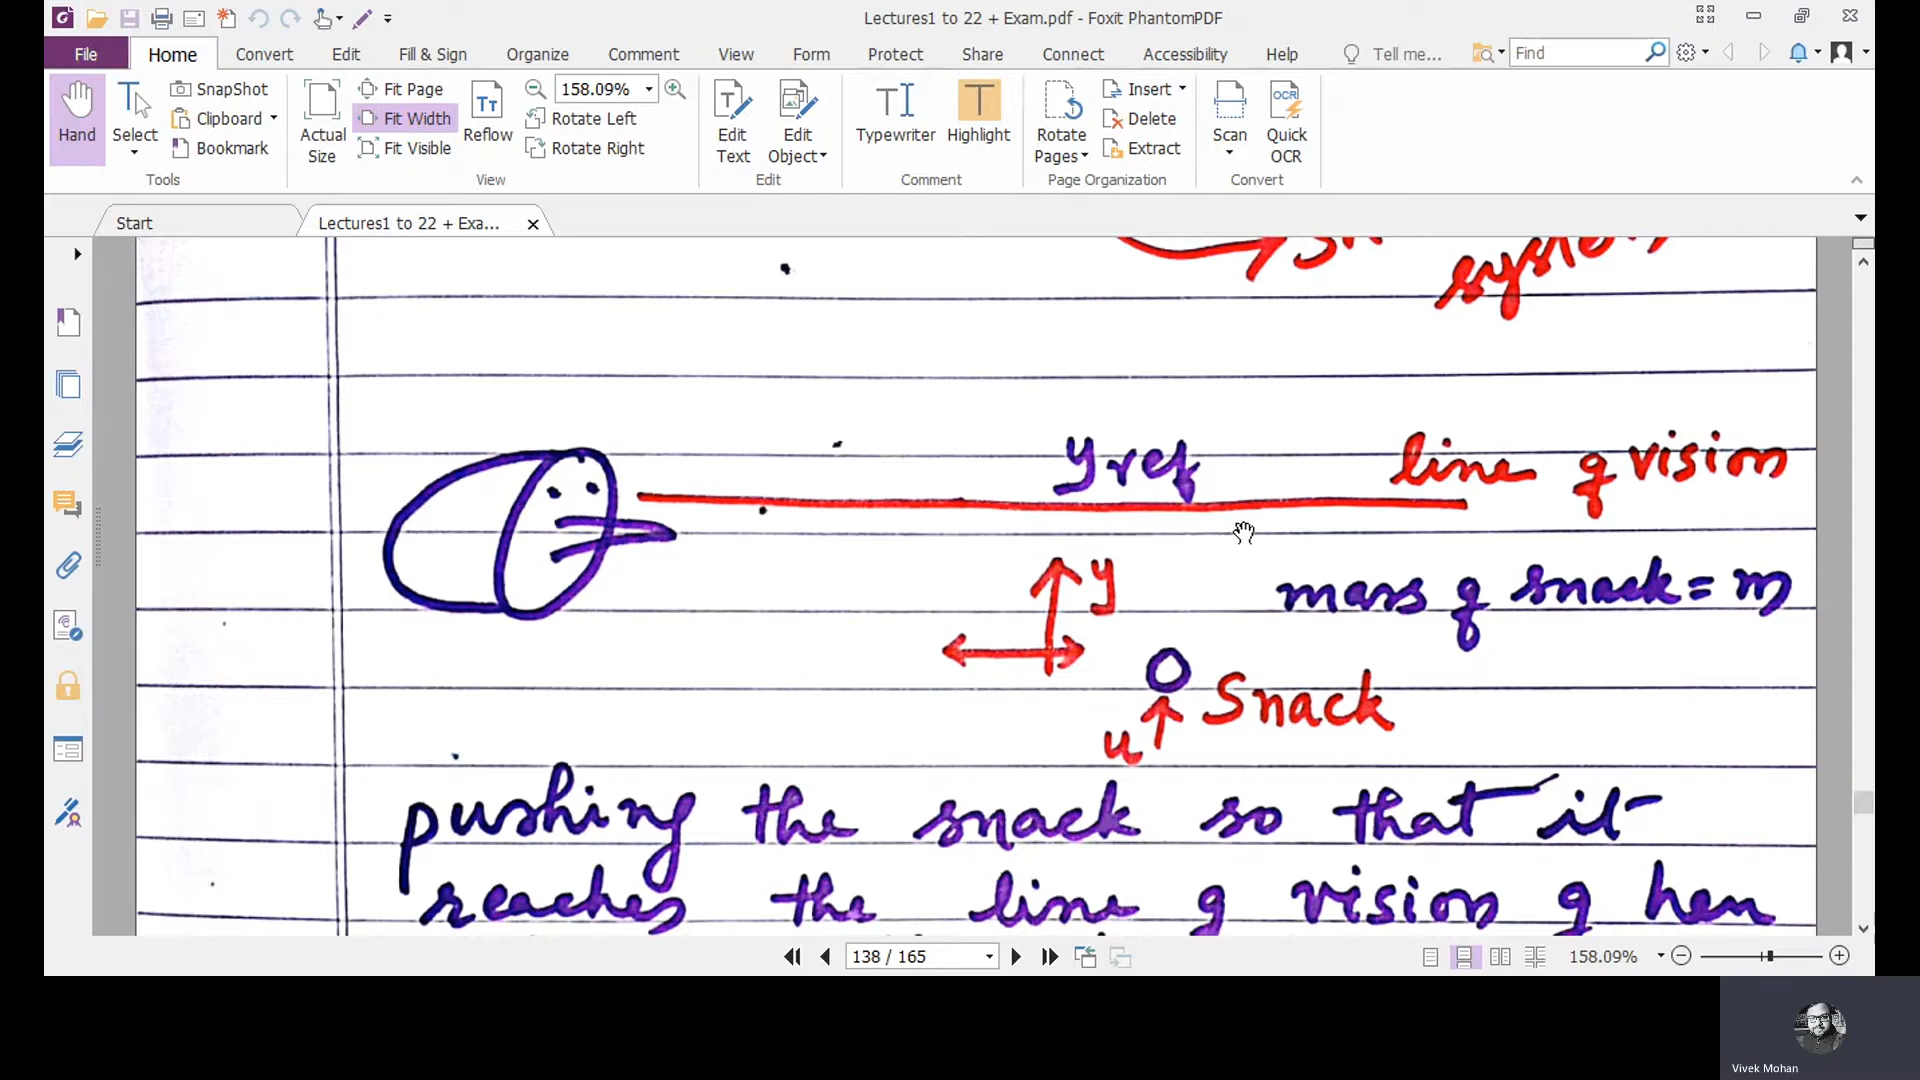 Lectures1 to 22 + Exam.pdf - Foxit PhantomPDF
File Home Convert Edit Fill & Sign Organize Comment View Form Protect Share Connect Accessibility Help Tell me... Find
Hand
Select
SnapShot
Clipboard
Bookmark
Tools
Actual Size
Fit Page
Fit Width
Fit Visible
Reflow
158.09%
Rotate Left
Rotate Right
View
Edit Text
Edit Object
Edit
Typewriter
Highlight
Comment
Rotate Pages
Insert
Delete
Extract
Page Organization
Scan
Quick OCR
Convert
Start
Lectures1 to 22 + Exa...
yref
line of vision
y
mass of snack = m
Snack
u
pushing the snack so that it
reaches the line of vision of hen
138 / 165
158.09%
Vivek Mohan